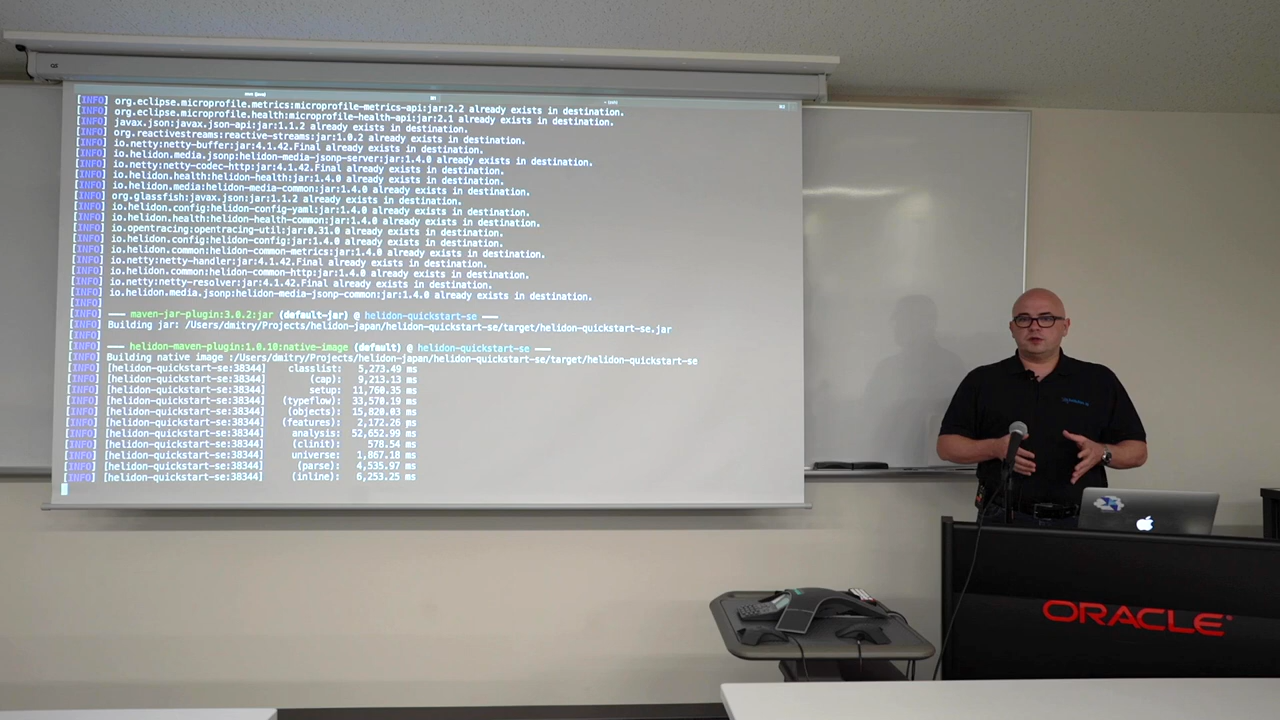 [INFO] org.eclipse.microprofile.metrics:microprofile-metrics-api:jar:2.2 already exists in destination.
[INFO] org.eclipse.microprofile.health:microprofile-health-api:jar:2.1 already exists in destination.
[INFO] javax.json:javax.json-api:jar:1.1.2 already exists in destination.
[INFO] org.reactivestreams:reactive-streams:jar:1.0.2 already exists in destination.
[INFO] io.netty:netty-buffer:jar:4.1.42.Final already exists in destination.
[INFO] io.helidon.media.jsonp:helidon-media-jsonp-server:jar:1.4.0 already exists in destination.
[INFO] io.netty:netty-codec-http:jar:4.1.42.Final already exists in destination.
[INFO] io.helidon.health:helidon-health:jar:1.4.0 already exists in destination.
[INFO] io.helidon.media:helidon-media-common:jar:1.4.0 already exists in destination.
[INFO] org.glassfish:javax.json:jar:1.1.2 already exists in destination.
[INFO] io.helidon.config:helidon-config-yaml:jar:1.4.0 already exists in destination.
[INFO] io.helidon.health:helidon-health-common:jar:1.4.0 already exists in destination.
[INFO] io.opentracing:opentracing-util:jar:0.31.0 already exists in destination.
[INFO] io.helidon.config:helidon-config:jar:1.4.0 already exists in destination.
[INFO] io.helidon.common:helidon-common-metrics:jar:1.4.0 already exists in destination.
[INFO] io.netty:netty-handler:jar:4.1.42.Final already exists in destination.
[INFO] io.helidon.common:helidon-common-http:jar:1.4.0 already exists in destination.
[INFO] io.netty:netty-resolver:jar:4.1.42.Final already exists in destination.
[INFO] io.helidon.media.jsonp:helidon-media-jsonp-common:jar:1.4.0 already exists in destination.
[INFO]
[INFO] --- maven-jar-plugin:3.0.2:jar (default-jar) @ helidon-quickstart-se ---
[INFO] Building jar: /Users/dmitry/Projects/helidon-japan/helidon-quickstart-se/target/helidon-quickstart-se.jar
[INFO]
[INFO] --- helidon-maven-plugin:1.0.10:native-image (default) @ helidon-quickstart-se ---
[INFO] Building native image :/Users/dmitry/Projects/helidon-japan/helidon-quickstart-se/target/helidon-quickstart-se
[INFO] [helidon-quickstart-se:38344] classlist: 5,273.49 ms
[INFO] [helidon-quickstart-se:38344] (cap): 9,213.13 ms
[INFO] [helidon-quickstart-se:38344] setup: 11,760.35 ms
[INFO] [helidon-quickstart-se:38344] (typeflow): 33,570.19 ms
[INFO] [helidon-quickstart-se:38344] (objects): 15,820.03 ms
[INFO] [helidon-quickstart-se:38344] (features): 2,172.26 ms
[INFO] [helidon-quickstart-se:38344] analysis: 52,652.99 ms
[INFO] [helidon-quickstart-se:38344] (clinit): 578.54 ms
[INFO] [helidon-quickstart-se:38344] universe: 1,867.18 ms
[INFO] [helidon-quickstart-se:38344] (parse): 4,535.97 ms
[INFO] [helidon-quickstart-se:38344] (inline): 6,253.25 ms
ORACLE